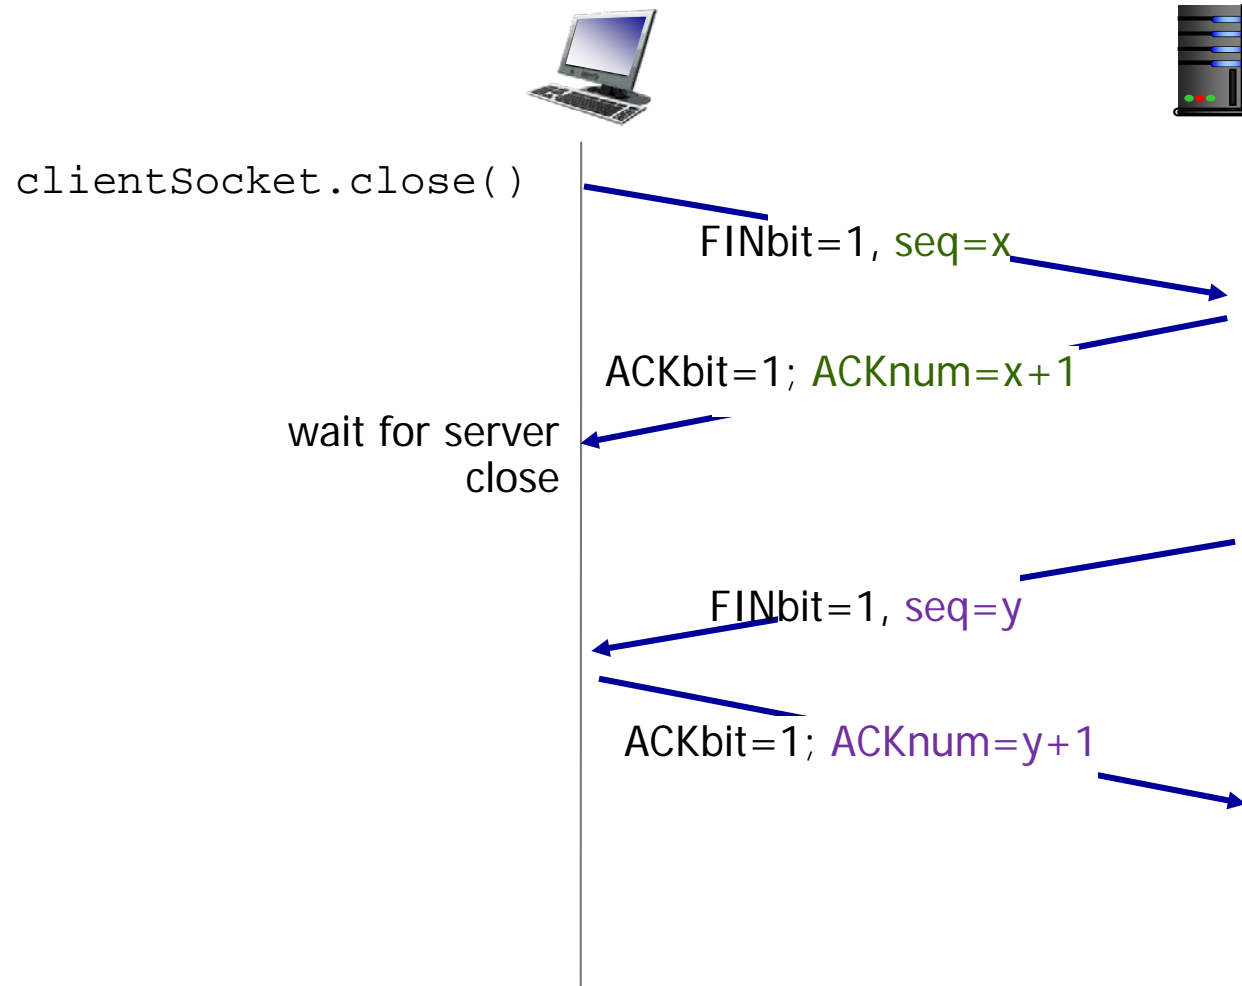 clientSocket.close()
FINbit=1, seq=x
ACKbit=1; ACKnum=x+1
wait for server
close
FINbit=1, seq=y
ACKbit=1; ACKnum=y+1